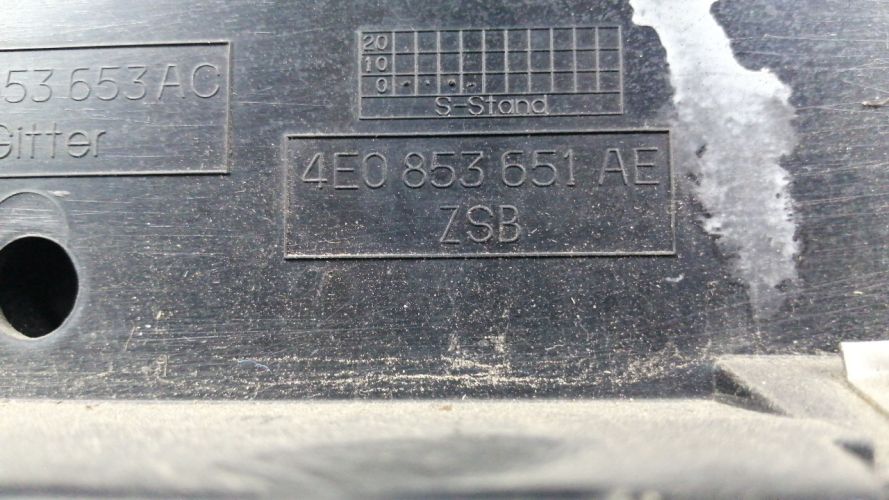 53 653 AC
Gitter
20
10
0
S-Stand
4E0 853 651 AE
ZSB